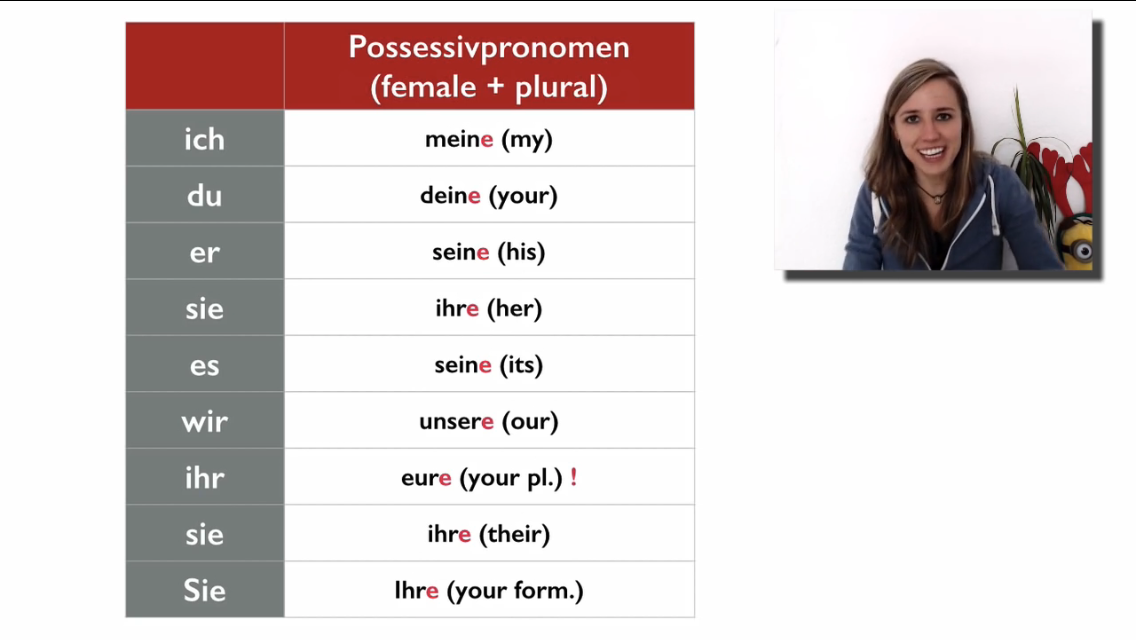 Possessivpronomen
(female + plural)
ich meine (my)
du deine (your)
er seine (his)
sie ihre (her)
es seine (its)
wir unsere (our)
ihr eure (your pl.) !
sie ihre (their)
Sie Ihre (your form.)